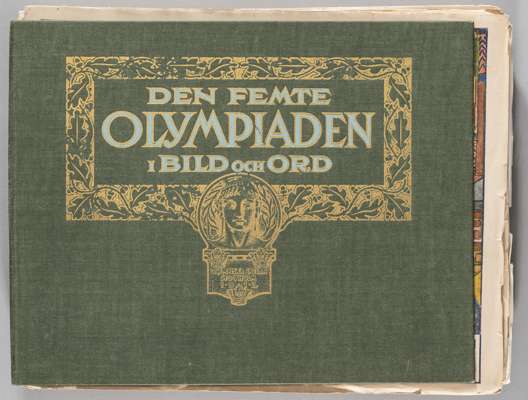 DEN FEMTE
OLYMPIADEN
I BILD OCH ORD